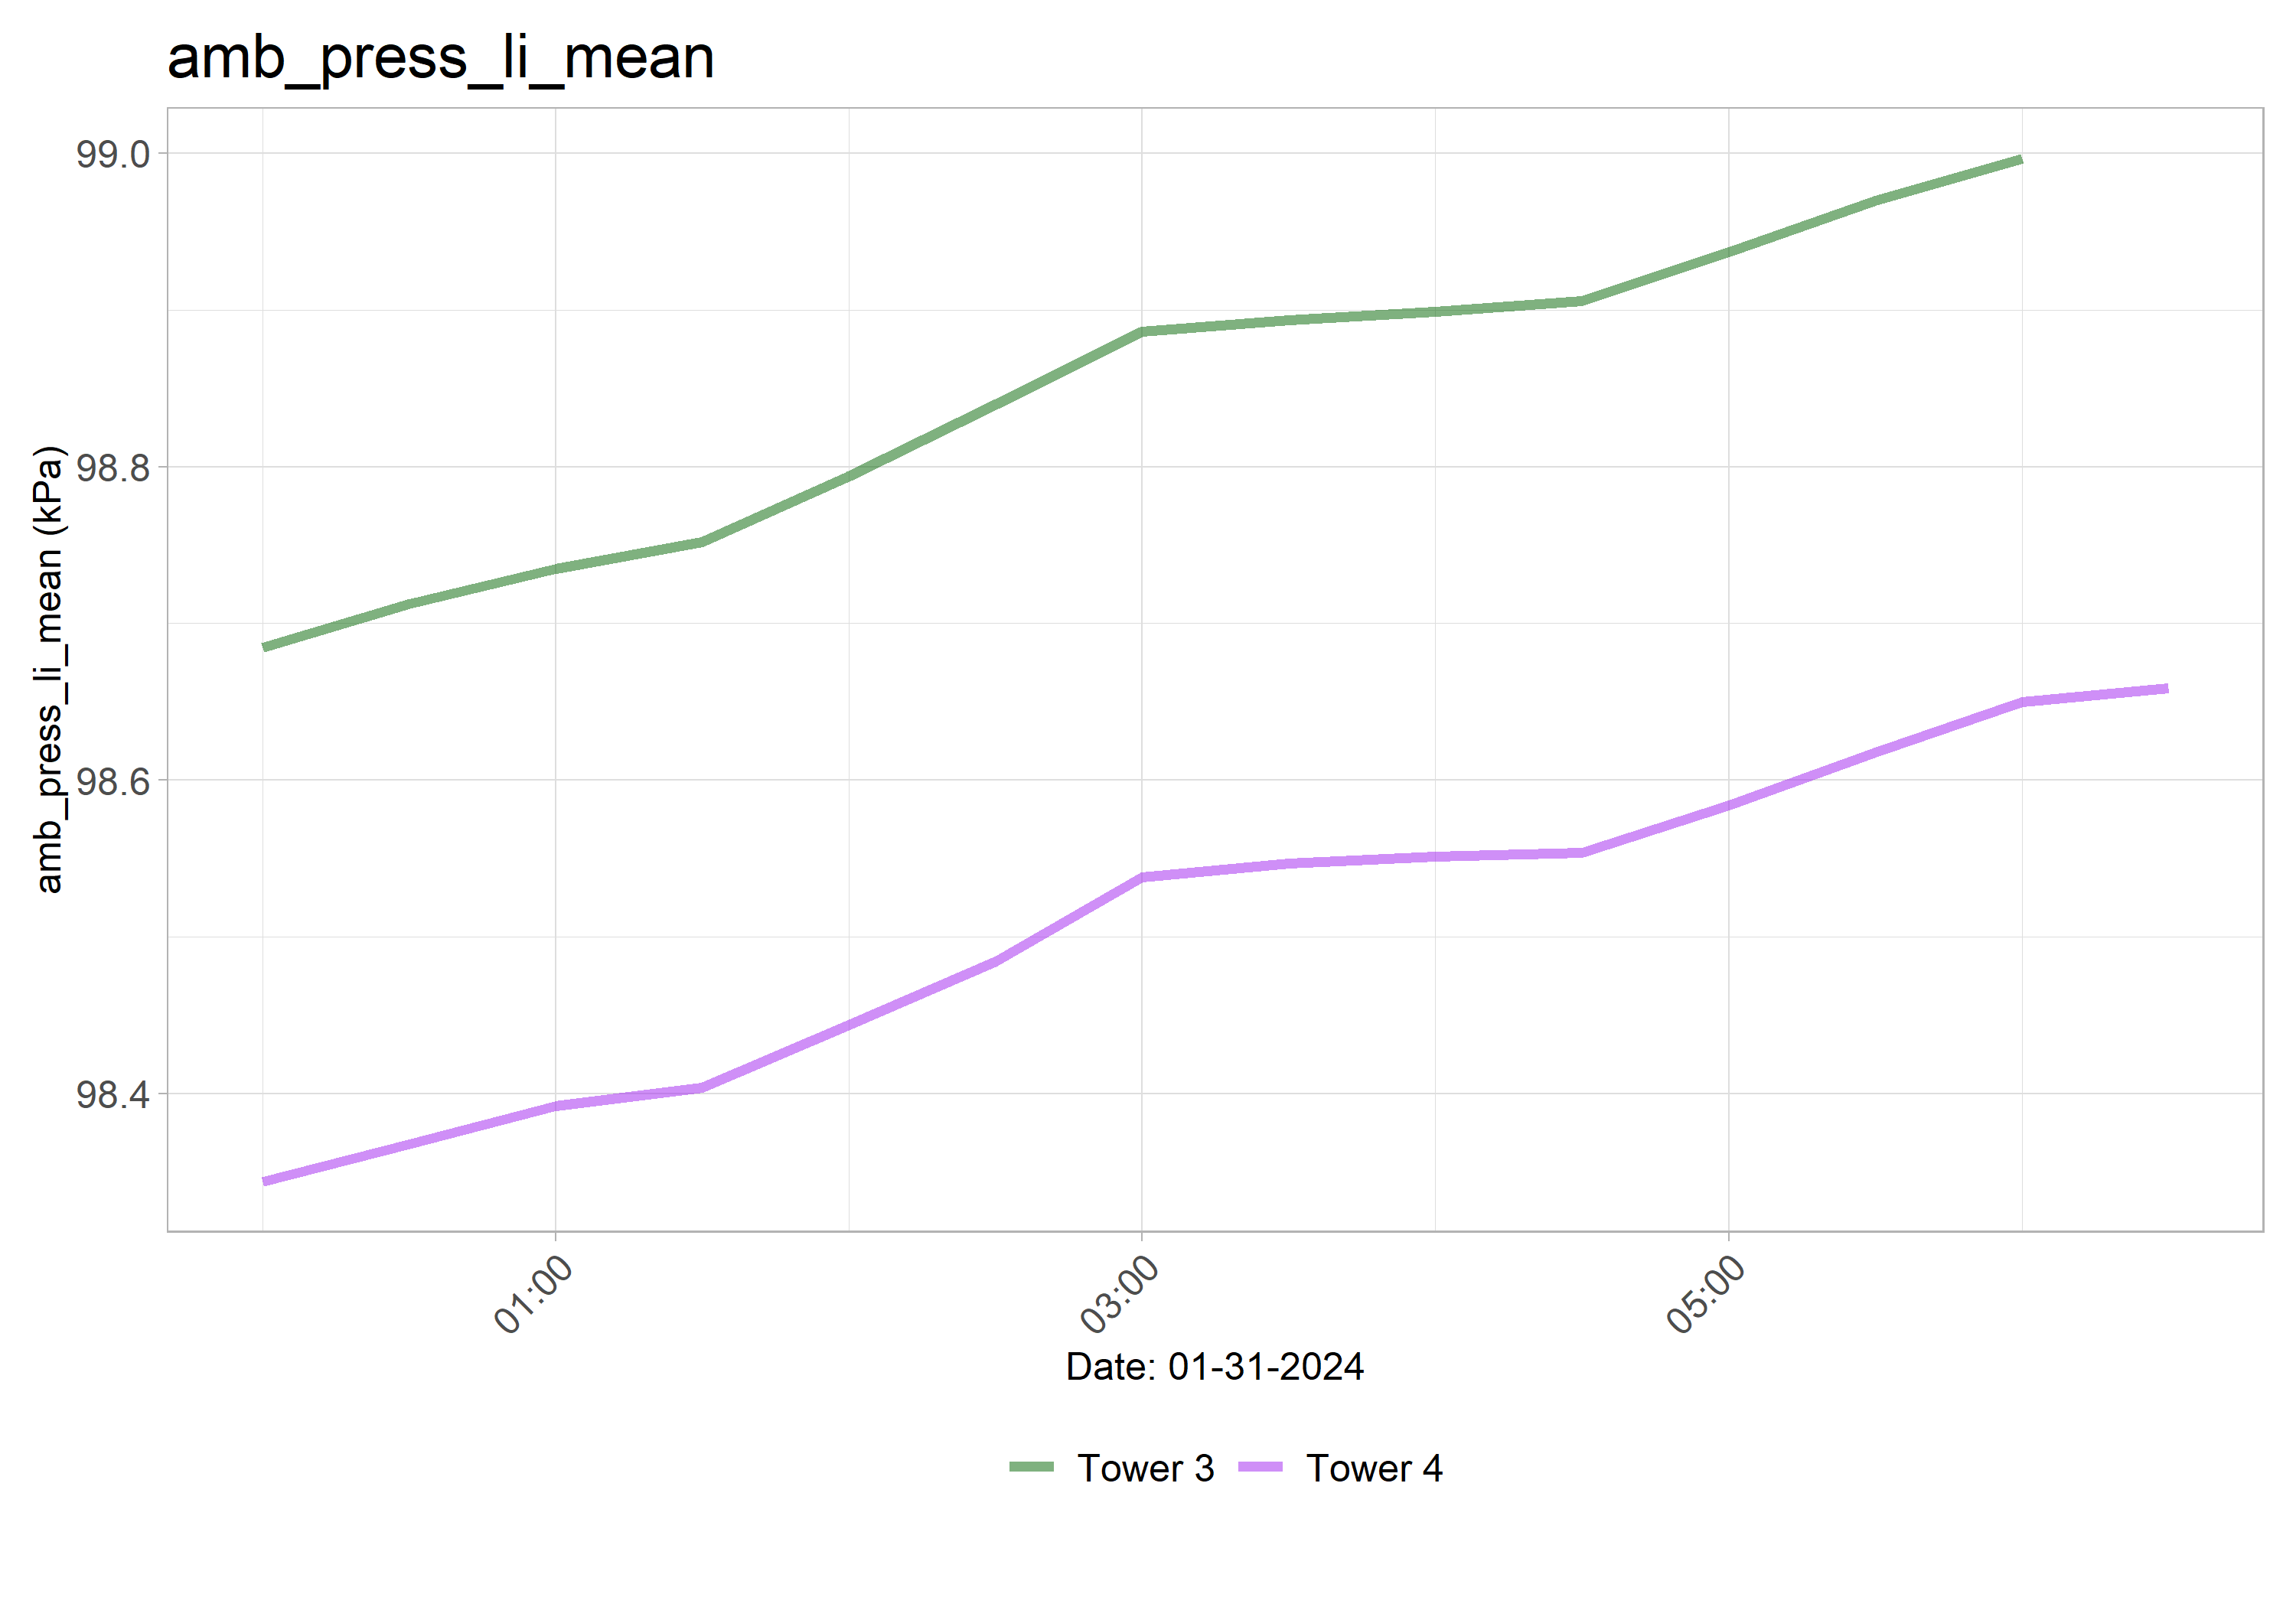 amb_press_li_mean
amb_press_li_mean (kPa)
99.0
98.8
98.6
98.4
01:00
03:00
05:00
Date: 01-31-2024
Tower 3
Tower 4